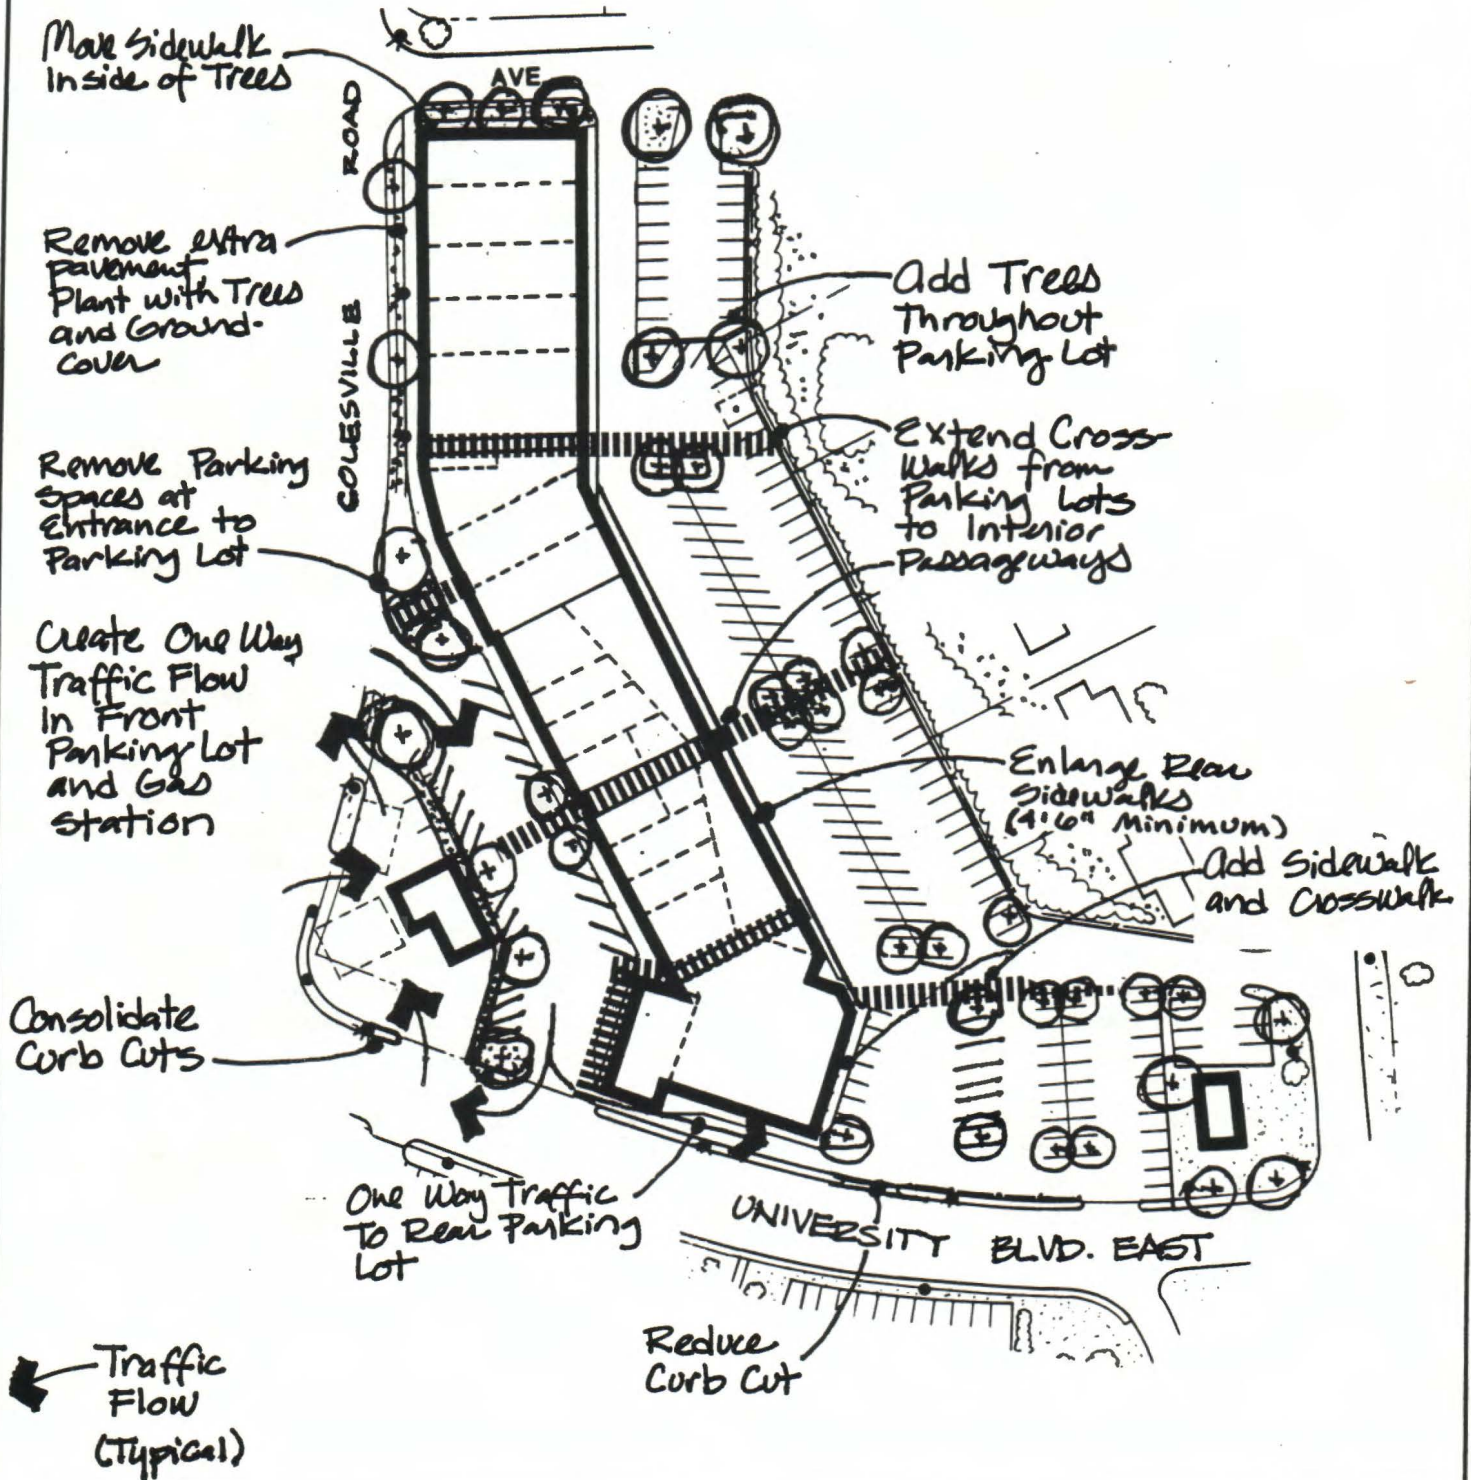 Move Sidewalk
Inside of Trees
AVE
ROAD
COLESVILLE
Remove extra
pavement,
Plant with Trees
and Ground-
cover
Add Trees
Throughout
Parking Lot
Remove Parking
Spaces at
Entrance to
Parking Lot
Extend Cross-
walks from
Parking Lots
to Interior
Passageways
Create One Way
Traffic Flow
In Front
Parking Lot
and Gas
Station
Enlarge Rear
Sidewalks
(4'6" Minimum)
Add Sidewalk
and Crosswalk
Consolidate
Curb Cuts
One Way Traffic
To Rear Parking
Lot
UNIVERSITY BLVD. EAST
Reduce
Curb Cut
Traffic
Flow
(Typical)